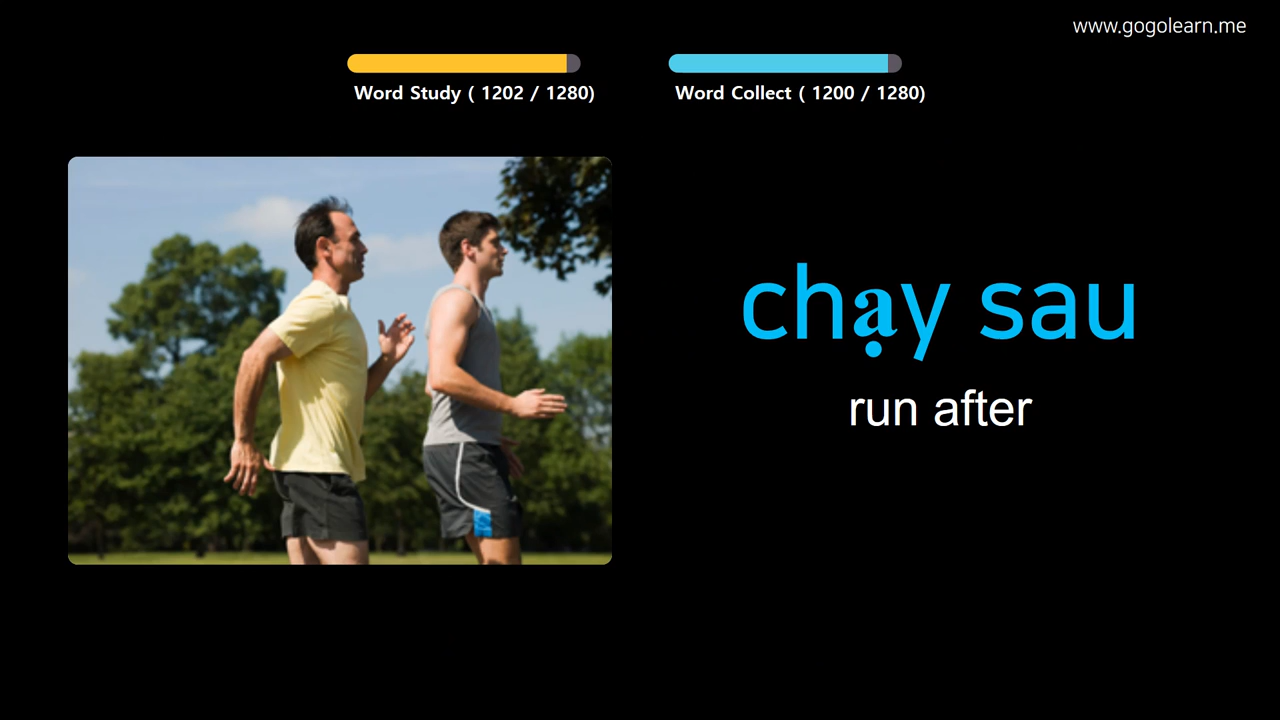 www.gogolearn.me
Word Study ( 1202 / 1280)
Word Collect ( 1200 / 1280)
chạy sau
run after